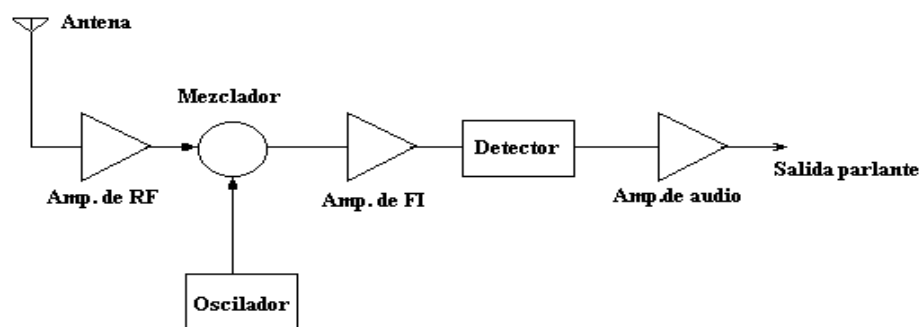 Antena
Mezclador
Detector
Salida parlante
Amp. de RF
Amp. de FI
Amp.de audio
Oscilador